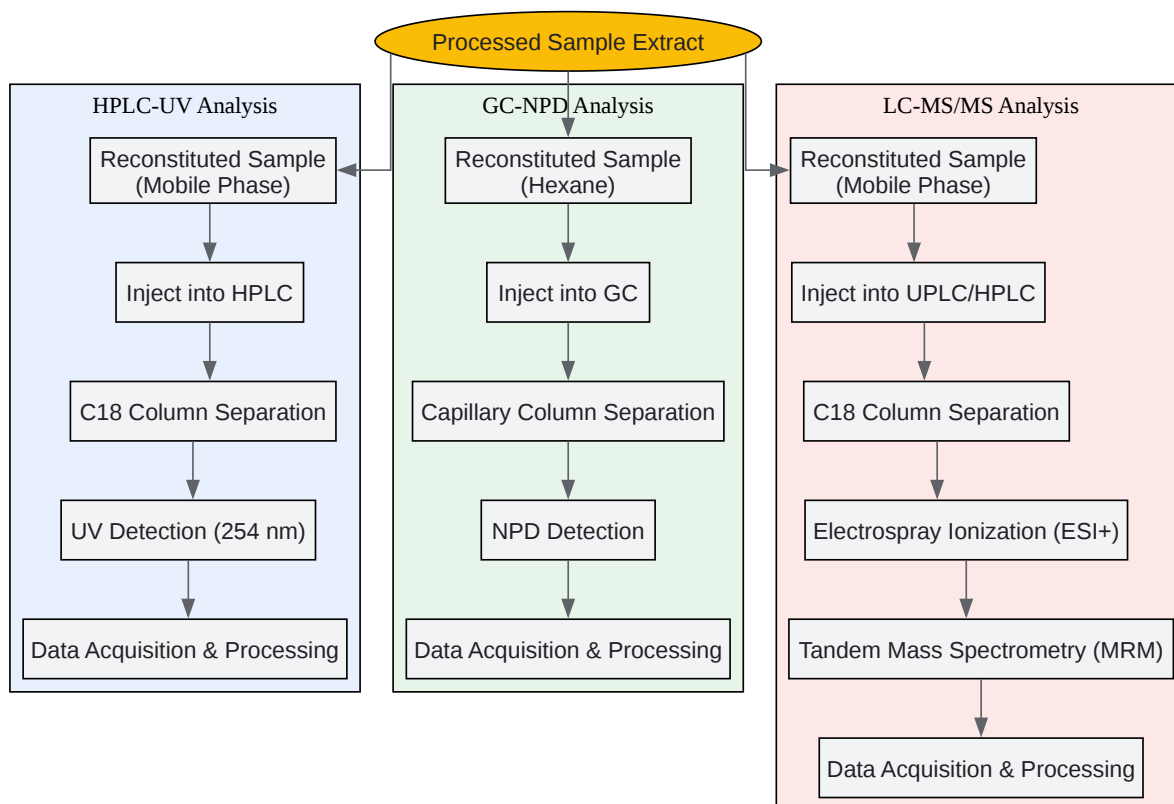 Processed Sample Extract
HPLC-UV Analysis
Reconstituted Sample
(Mobile Phase)
Inject into HPLC
C18 Column Separation
UV Detection (254 nm)
Data Acquisition & Processing
GC-NPD Analysis
Reconstituted Sample
(Hexane)
Inject into GC
Capillary Column Separation
NPD Detection
Data Acquisition & Processing
LC-MS/MS Analysis
Reconstituted Sample
(Mobile Phase)
Inject into UPLC/HPLC
C18 Column Separation
Electrospray Ionization (ESI+)
Tandem Mass Spectrometry (MRM)
Data Acquisition & Processing